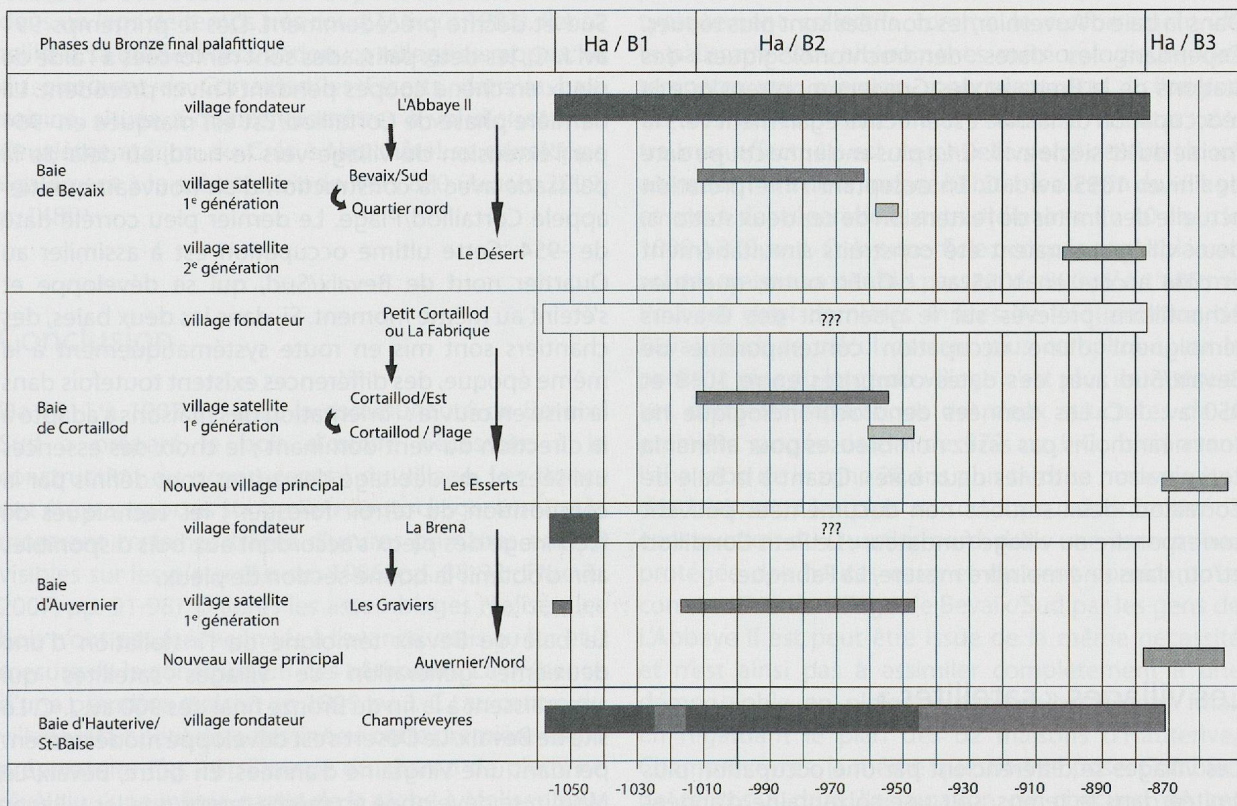 Phases du Bronze final palafittique
Ha / B1
Ha / B2
Ha / B3
village fondateur
L'Abbaye II
Baie
de Bevaix
village satellite
1e génération
Bevaix/Sud
Quartier nord
village satellite
2e génération
Le Désert
village fondateur
Petit Cortaillod
ou La Fabrique
???
Baie
de Cortaillod
village satellite
1e génération
Cortaillod/Est
Cortaillod / Plage
Nouveau village principal
Les Esserts
village fondateur
La Brena
???
Baie
d'Auvernier
village satellite
1e génération
Les Graviers
Nouveau village principal
Auvernier/Nord
Baie d'Hauterive/
St-Baise
village fondateur
Champréveyres
-1050 -1030 -1010 -990 -970 -950 -930 -910 -890 -870